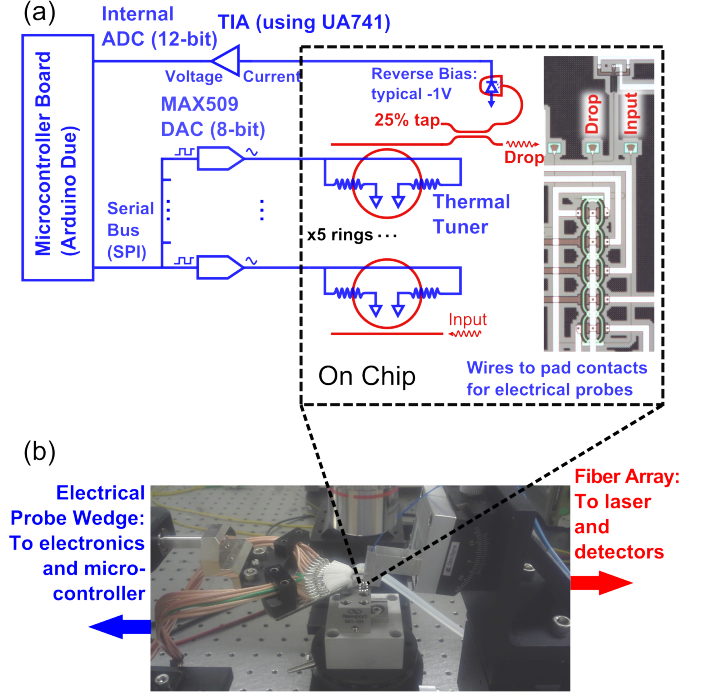 (a)
Internal
ADC (12-bit)
TIA (using UA741)
Voltage
Current
Microcontroller Board
(Arduino Due)
MAX509
DAC (8-bit)
Serial
Bus
(SPI)
Reverse Bias:
typical -1V
25% tap
Drop
Thermal
Tuner
x5 rings
Input
On Chip
Drop
Input
Wires to pad contacts
for electrical probes
(b)
Electrical
Probe Wedge:
To electronics
and micro-
controller
Fiber Array:
To laser
and
detectors